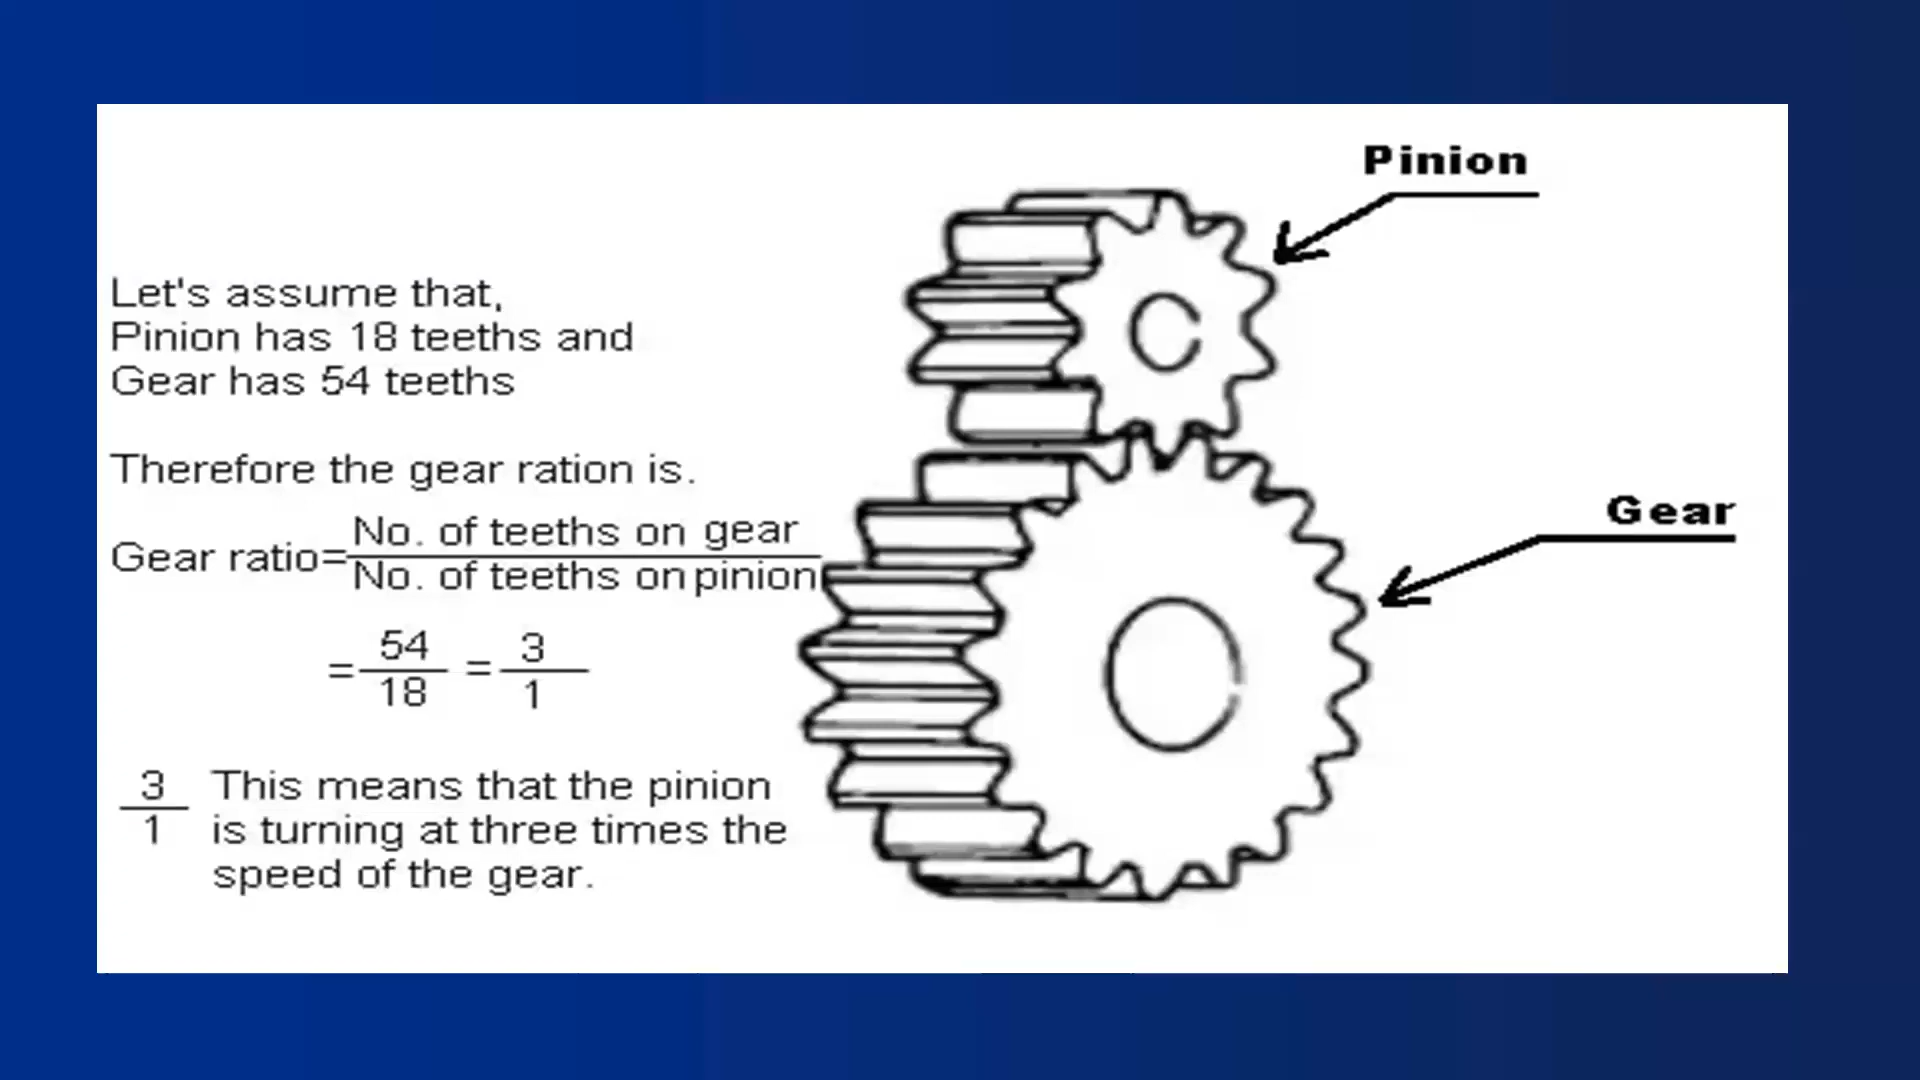 Pinion
Let's assume that,
Pinion has 18 teeths and
Gear has 54 teeths
Therefore the gear ration is.
Gear
Gear ratio= No. of teeths on gear
No. of teeths on pinion
= 54 = 3
18 1
3 This means that the pinion
1 is turning at three times the
speed of the gear.